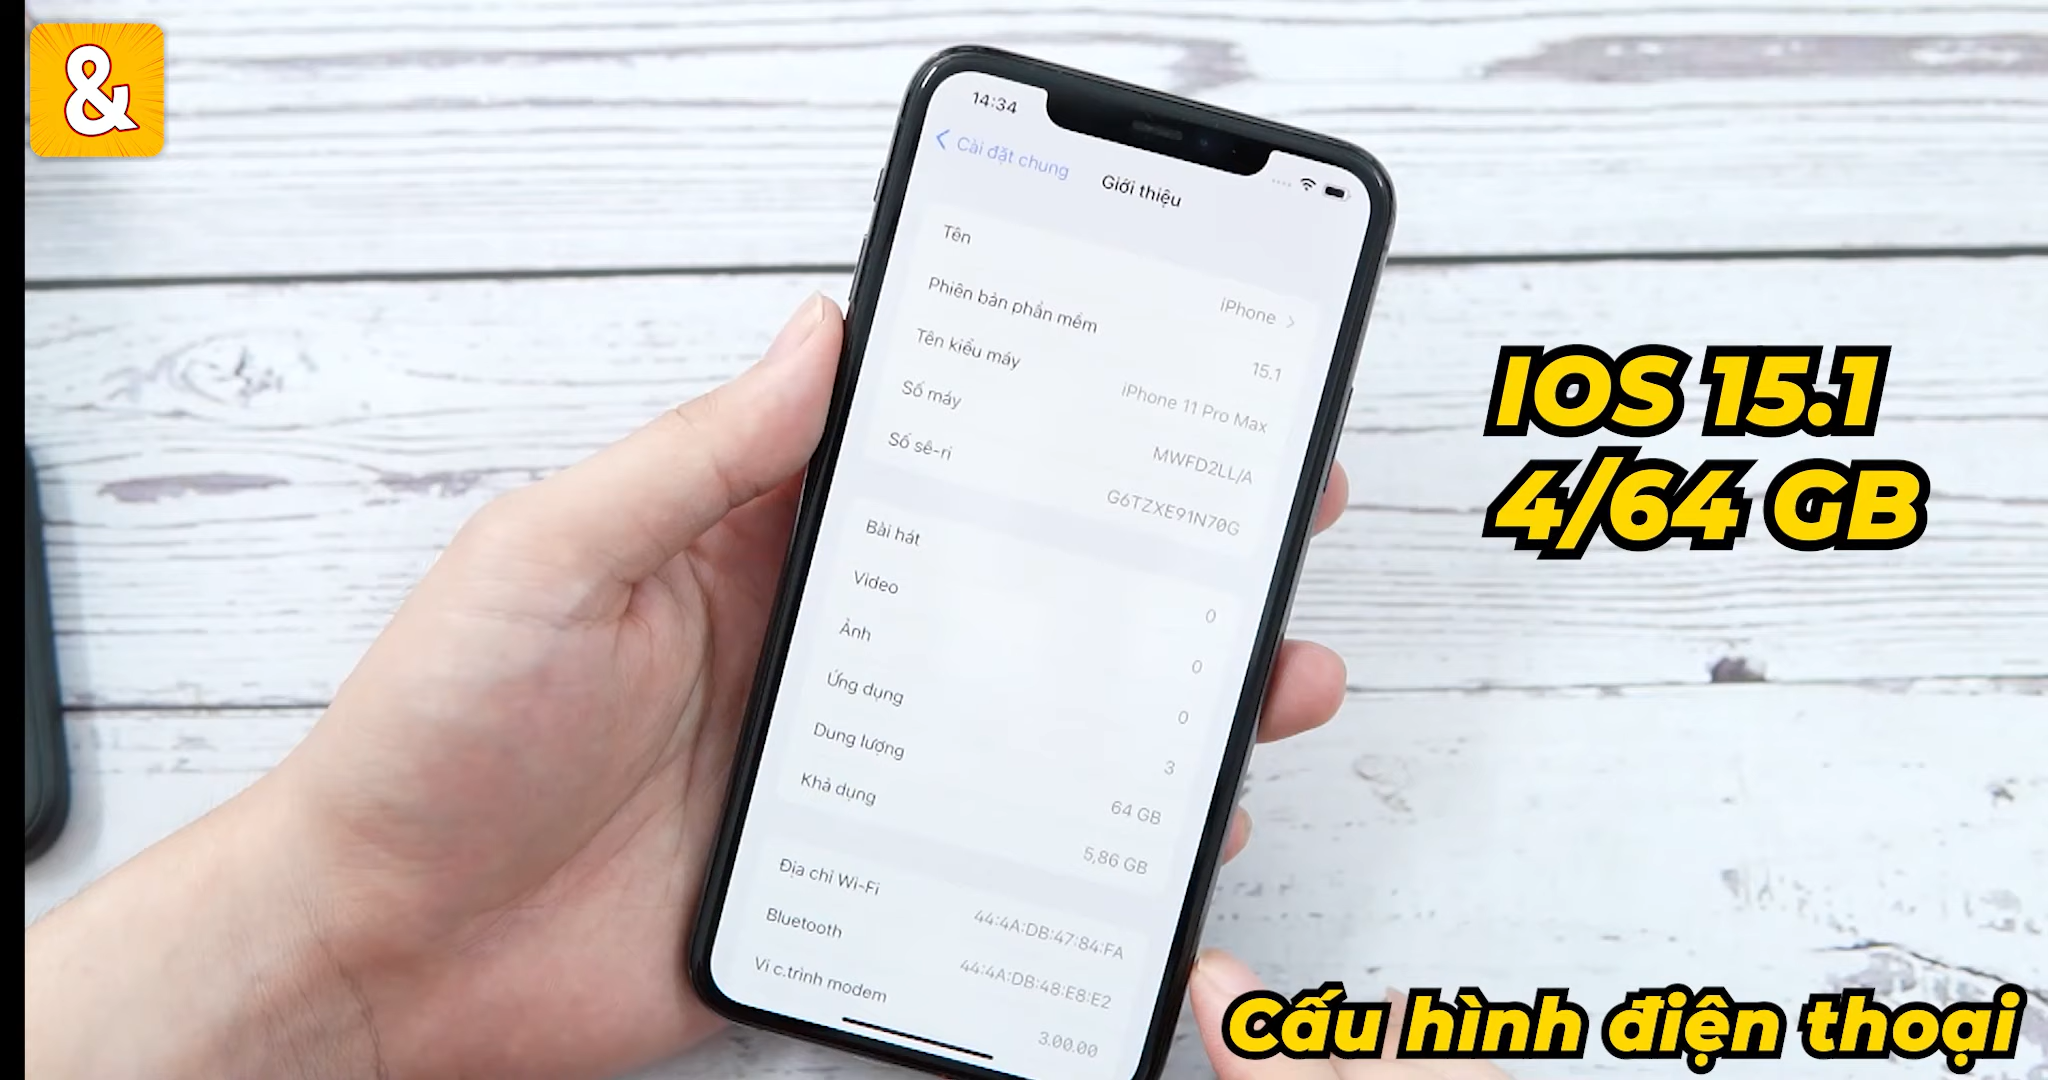 &
14:34
Cài đặt chung
Giới thiệu
Tên
iPhone
Phiên bản phần mềm
15.1
Tên kiểu máy
iPhone 11 Pro Max
Số máy
MWFD2LL/A
Số sê-ri
G6TZXE91N70G
Bài hát
0
Video
0
Ảnh
0
Ứng dụng
3
Dung lượng
64 GB
Khả dụng
5,86 GB
Địa chỉ Wi-Fi
44:4A:DB:47:84:FA
Bluetooth
44:4A:DB:48:E8:E2
Vi c.trình modem
3.00.00
IOS 15.1
4/64 GB
Cấu hình điện thoại